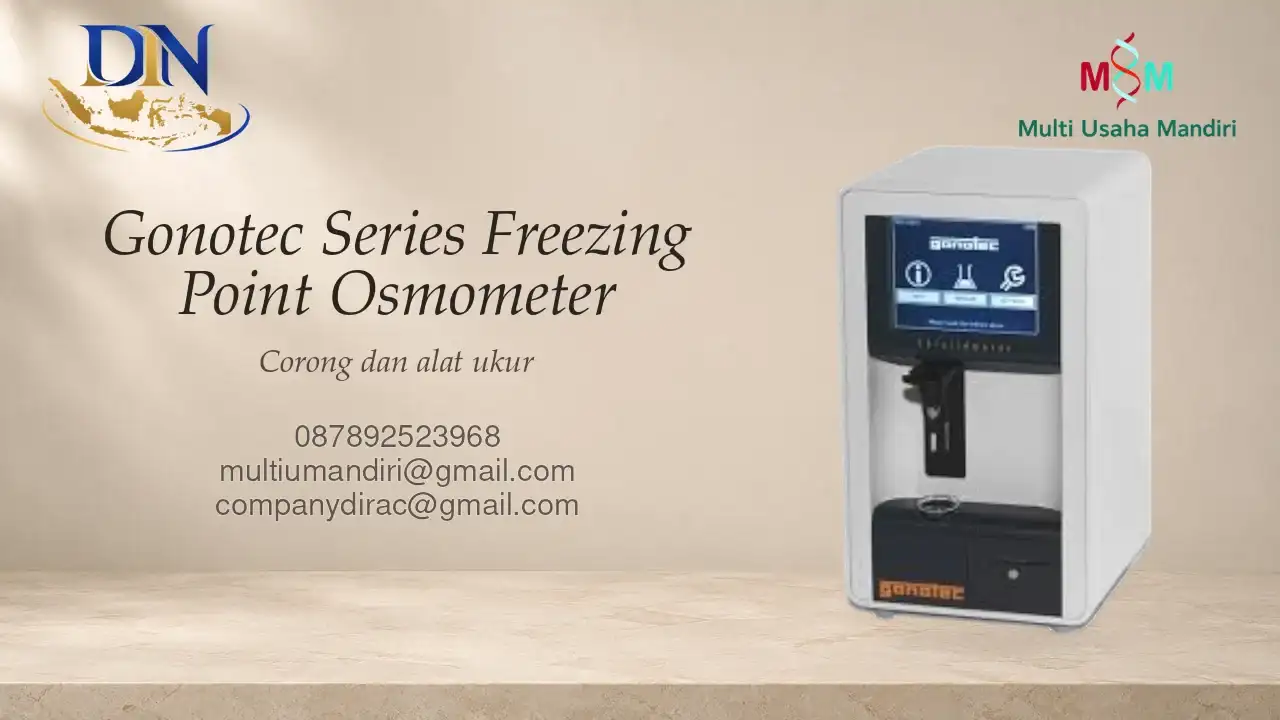 DIN
MSM
Multi Usaha Mandiri
Gonotec Series Freezing
Point Osmometer
Corong dan alat ukur
087892523968
multiumandiri@gmail.com
companydirac@gmail.com
gonotec
gonotec